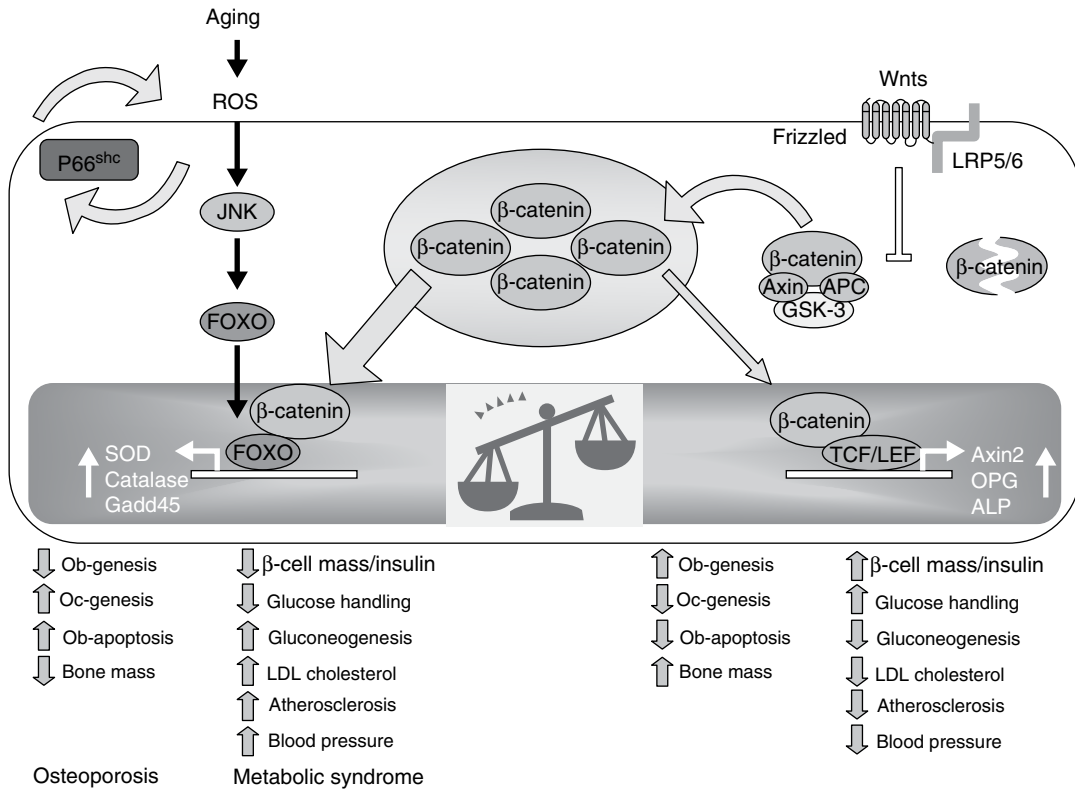 Aging
ROS
P66shc
JNK
FOXO
β-catenin
FOXO
SOD
Catalase
Gadd45
β-catenin
β-catenin
β-catenin
β-catenin
Wnts
Frizzled
LRP5/6
β-catenin
Axin
APC
GSK-3
β-catenin
β-catenin
TCF/LEF
Axin2
OPG
ALP
Ob-genesis
Oc-genesis
Ob-apoptosis
Bone mass
β-cell mass/insulin
Glucose handling
Gluconeogenesis
LDL cholesterol
Atherosclerosis
Blood pressure
Ob-genesis
Oc-genesis
Ob-apoptosis
Bone mass
β-cell mass/insulin
Glucose handling
Gluconeogenesis
LDL cholesterol
Atherosclerosis
Blood pressure
Osteoporosis
Metabolic syndrome